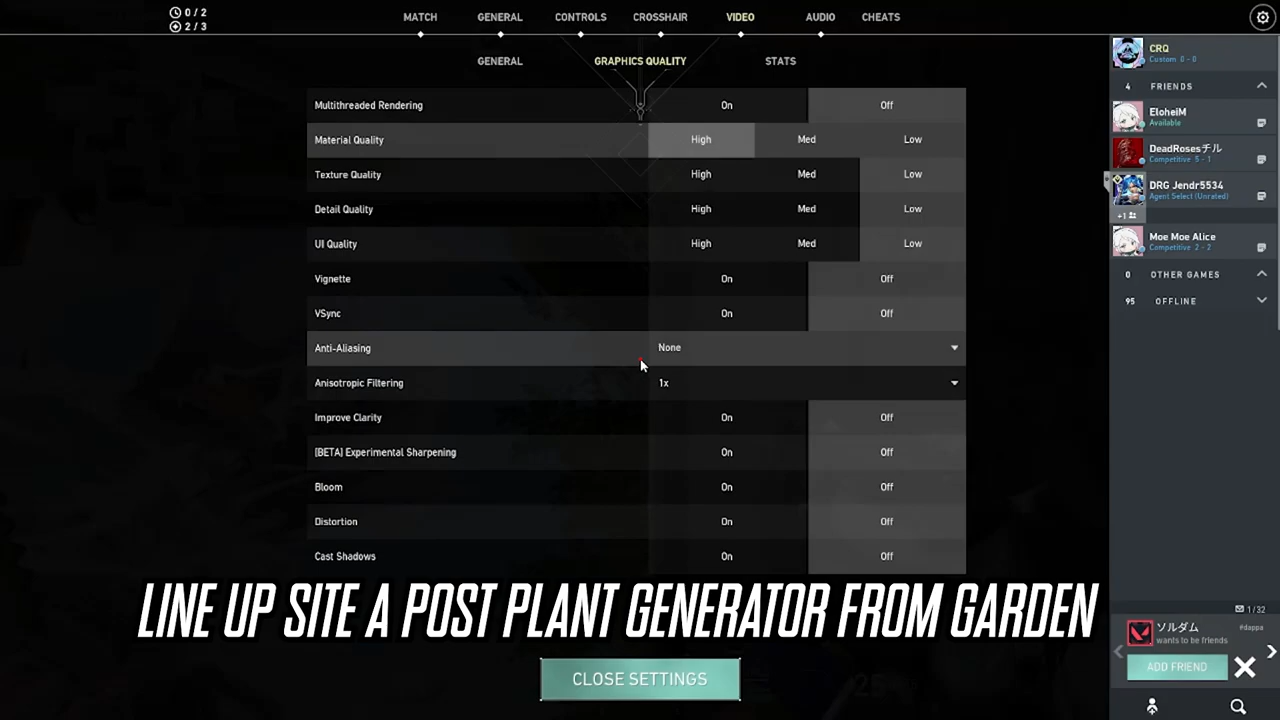 0 / 2
2 / 3
MATCH GENERAL CONTROLS CROSSHAIR VIDEO AUDIO CHEATS
GENERAL GRAPHICS QUALITY STATS
Multithreaded Rendering On Off
Material Quality High Med Low
Texture Quality High Med Low
Detail Quality High Med Low
UI Quality High Med Low
Vignette On Off
VSync On Off
Anti-Aliasing None
Anisotropic Filtering 1x
Improve Clarity On Off
[BETA] Experimental Sharpening On Off
Bloom On Off
Distortion On Off
Cast Shadows On Off
LINE UP SITE A POST PLANT GENERATOR FROM GARDEN
CLOSE SETTINGS
CRQ
Custom 0 - 0
4 FRIENDS
EloheiM
Available
DeadRosesチル
Competitive 5 - 1
DRG Jendr5534
Agent Select (Unrated)
+1
Moe Moe Alice
Competitive 2 - 2
0 OTHER GAMES
95 OFFLINE
1 / 32
ソルダム #dappa
wants to be friends
ADD FRIEND